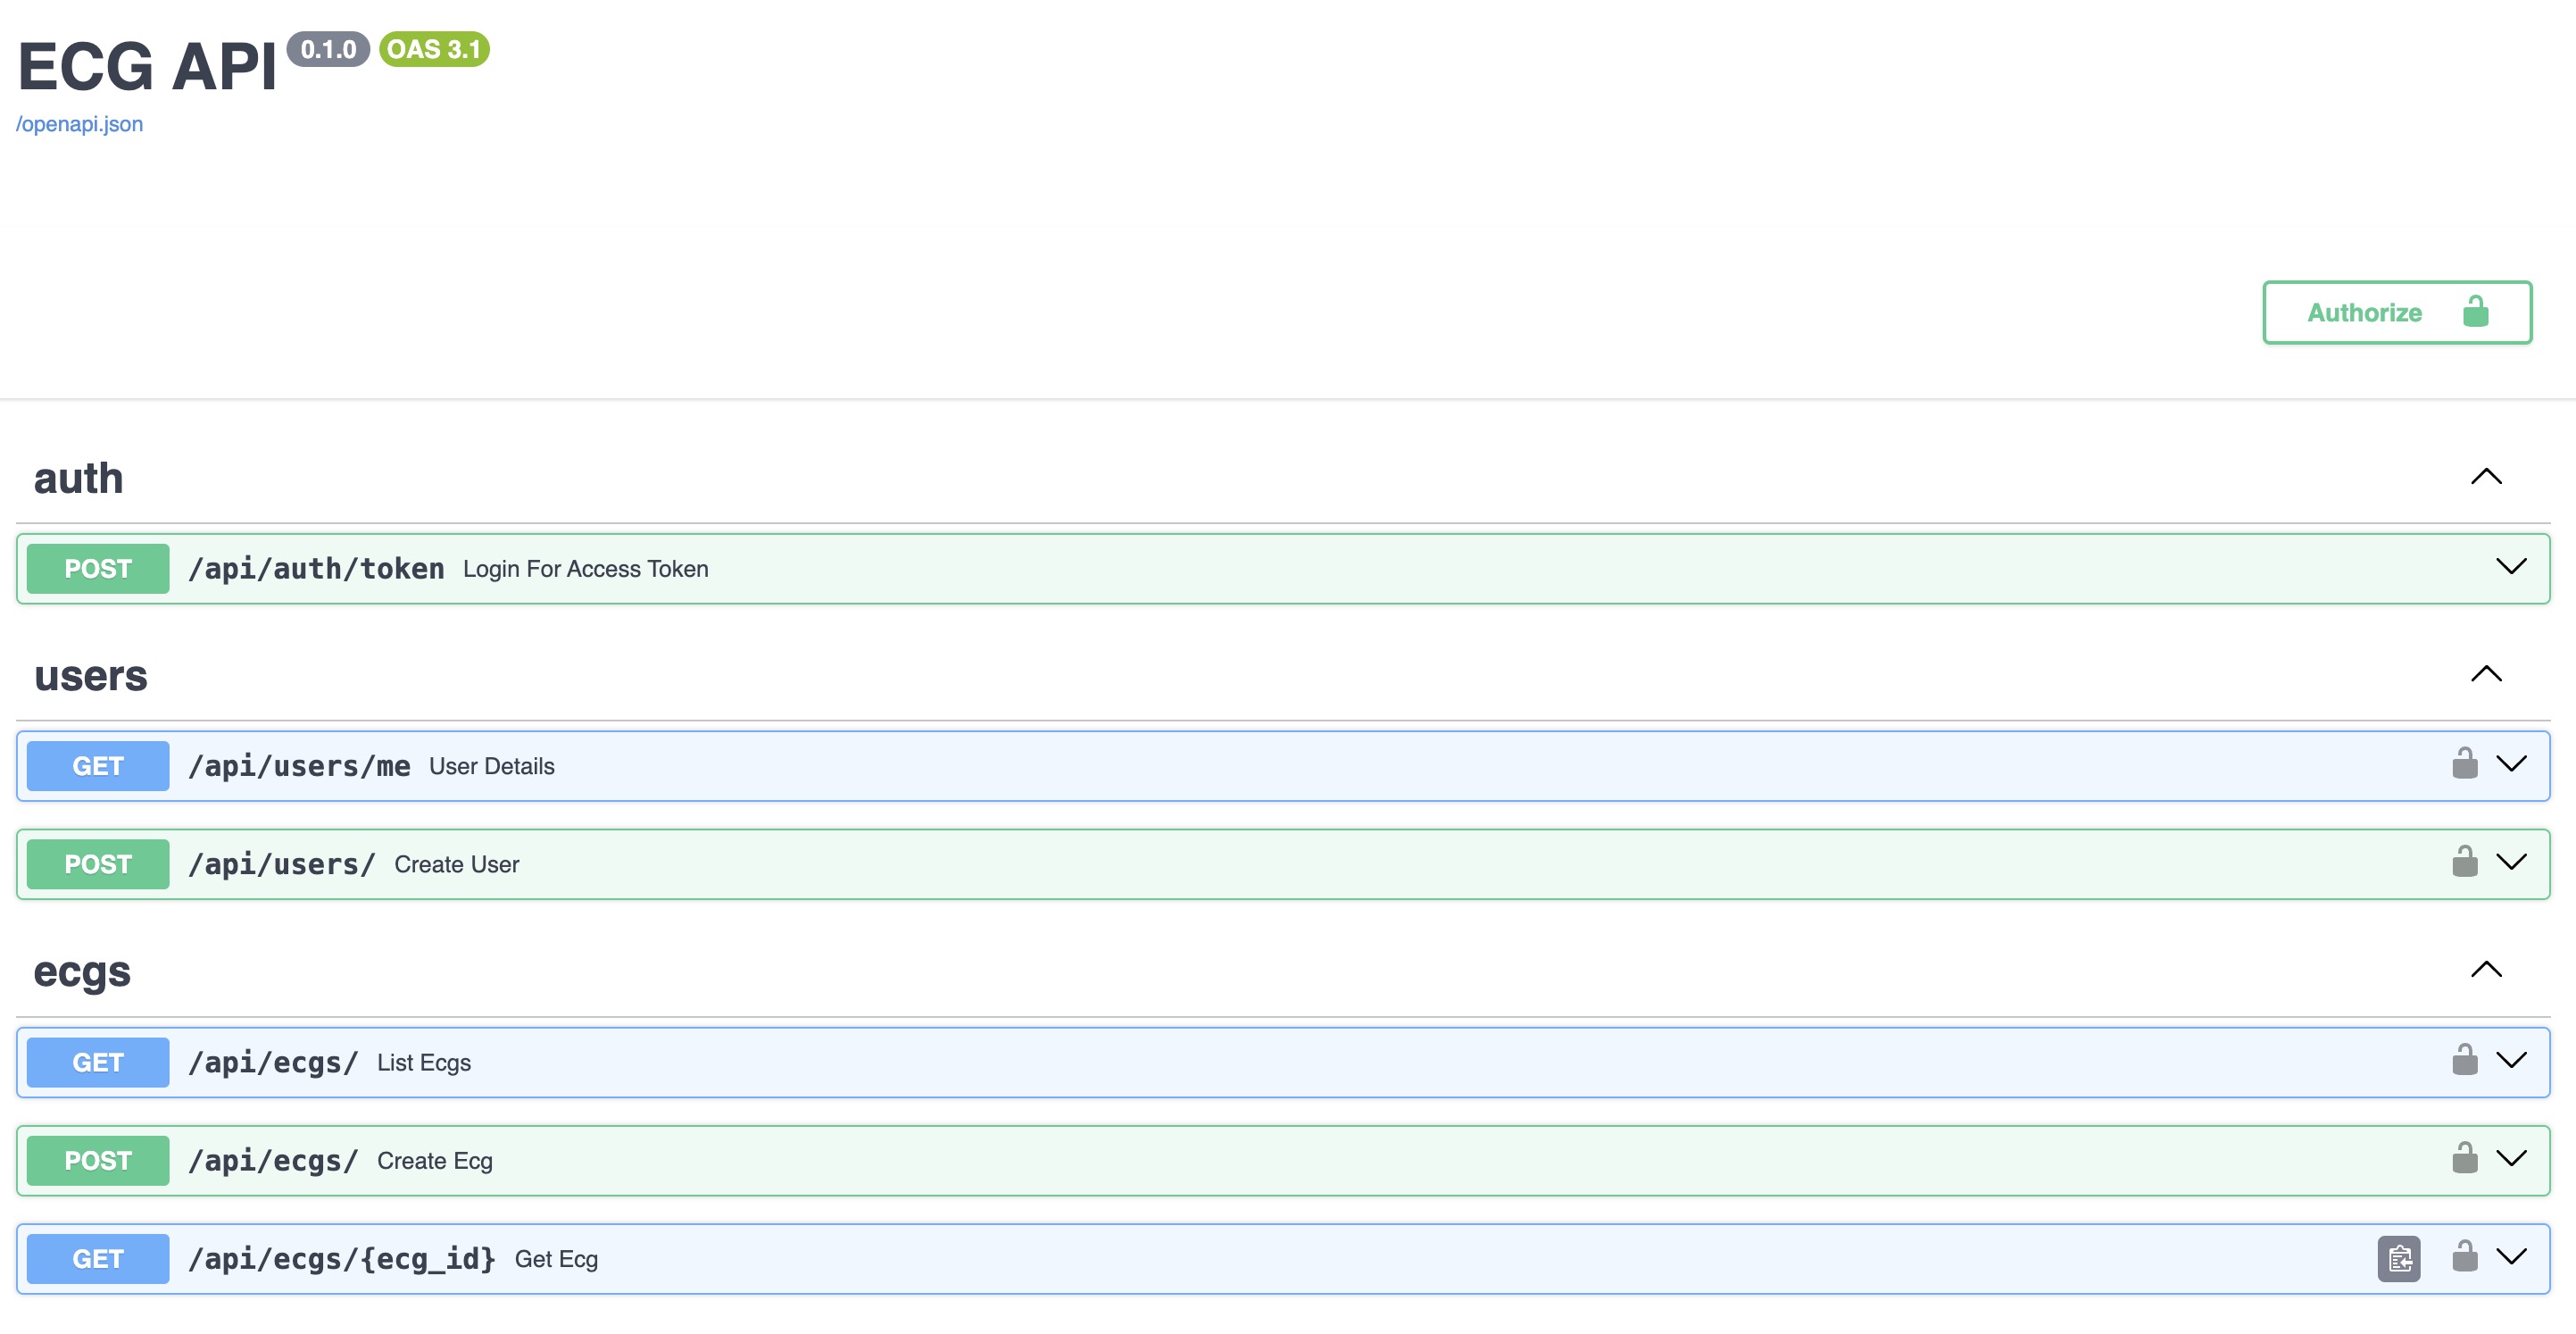 ECG API 0.1.0 OAS 3.1
/openapi.json
Authorize
auth
POST /api/auth/token Login For Access Token
users
GET /api/users/me User Details
POST /api/users/ Create User
ecgs
GET /api/ecgs/ List Ecgs
POST /api/ecgs/ Create Ecg
GET /api/ecgs/{ecg_id} Get Ecg